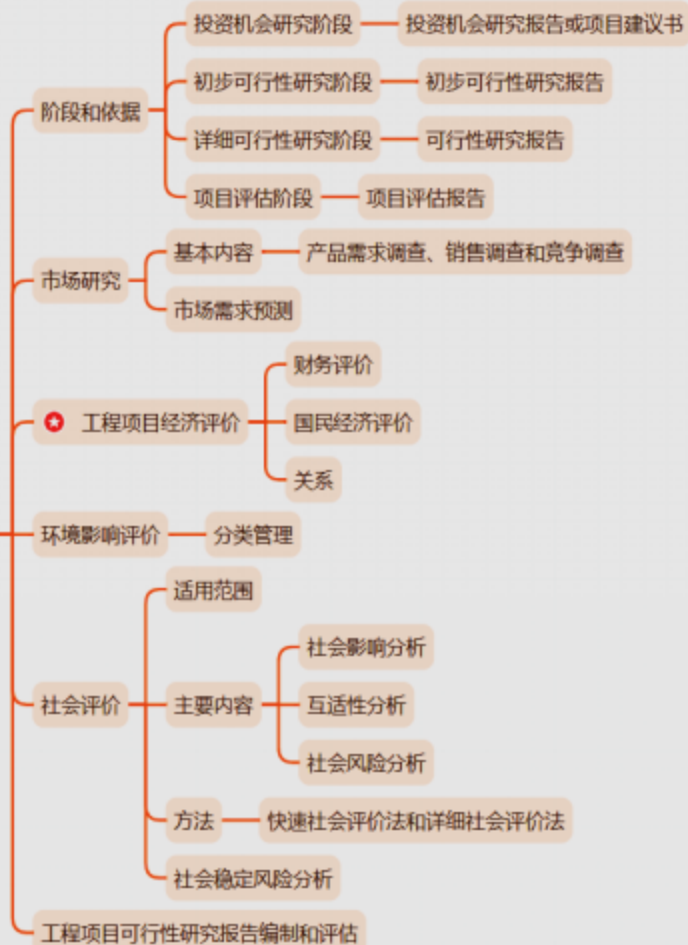 投资机会研究阶段
投资机会研究报告或项目建议书
初步可行性研究阶段
初步可行性研究报告
阶段和依据
详细可行性研究阶段
可行性研究报告
项目评估阶段
项目评估报告
基本内容
产品需求调查、销售调查和竞争调查
市场研究
市场需求预测
财务评价
工程项目经济评价
国民经济评价
关系
环境影响评价
分类管理
适用范围
社会影响分析
社会评价
主要内容
互适性分析
社会风险分析
方法
快速社会评价法和详细社会评价法
社会稳定风险分析
工程项目可行性研究报告编制和评估